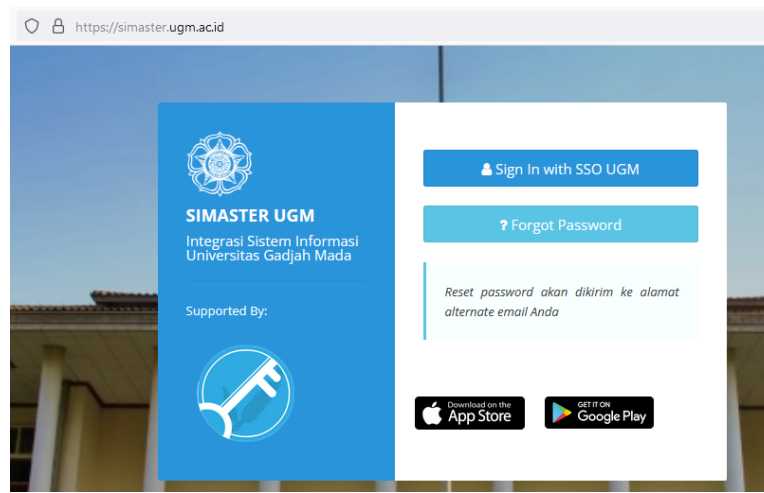 https://simaster.ugm.ac.id
SIMASTER UGM
Integrasi Sistem Informasi
Universitas Gadjah Mada
Supported By:
Sign In with SSO UGM
? Forgot Password
Reset password akan dikirim ke alamat
alternate email Anda
Download on the
App Store
GET IT ON
Google Play